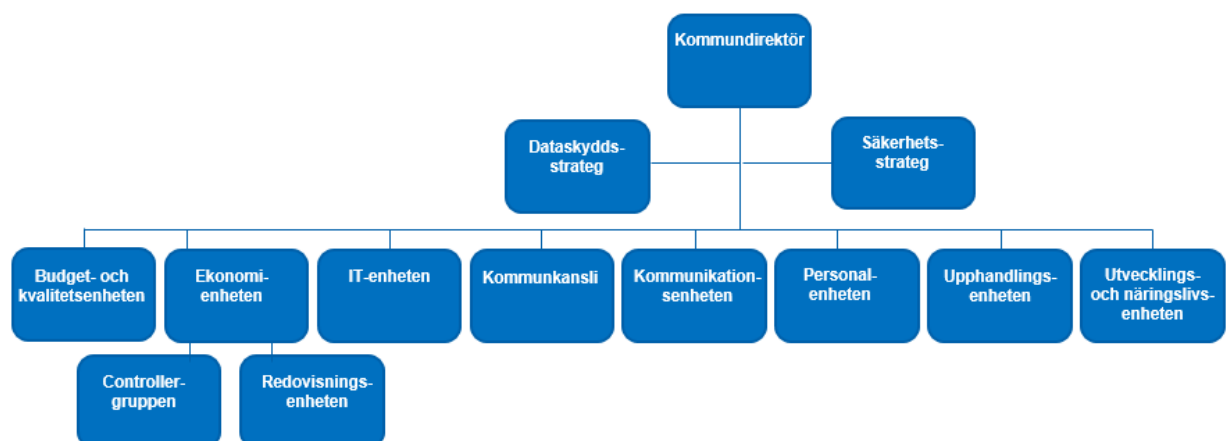 Kommundirektör
Dataskydds-
strateg
Säkerhets-
strateg
Budget- och
kvalitetsenheten
Ekonomi-
enheten
IT-enheten
Kommunkansli
Kommunikation-
senheten
Personal-
enheten
Upphandlings-
enheten
Utvecklings-
och näringslivs-
enheten
Controller-
gruppen
Redovisnings-
enheten